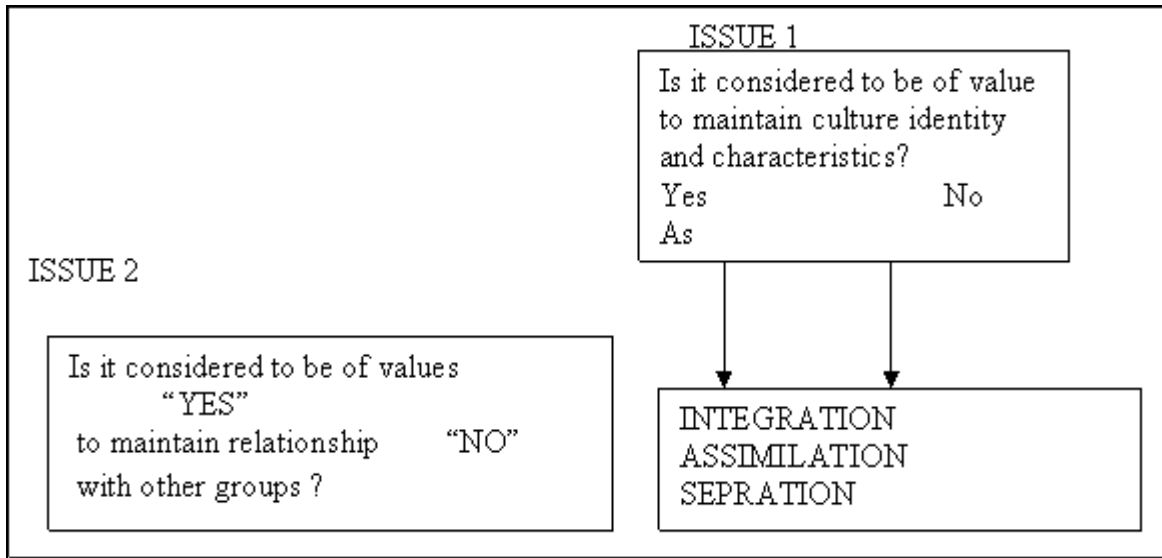 ISSUE 1
Is it considered to be of value
to maintain culture identity
and characteristics?
Yes No
As
ISSUE 2
Is it considered to be of values
“YES”
to maintain relationship “NO”
with other groups ?
INTEGRATION
ASSIMILATION
SEPRATION